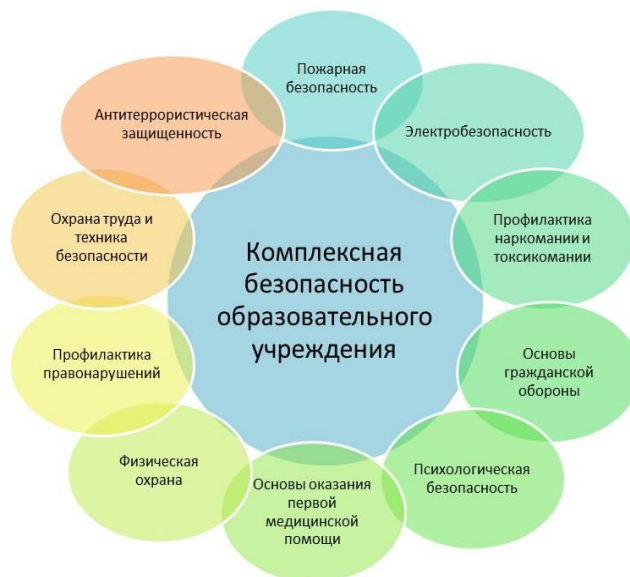 Пожарная
безопасность
Антитеррористическая
защищенность
Электробезопасность
Охрана труда и
техника
безопасности
Профилактика
наркомании и
токсикомании
Комплексная
безопасность
образовательного
учреждения
Профилактика
правонарушений
Основы
гражданской
обороны
Физическая
охрана
Основы оказания
первой
медицинской
помощи
Психологическая
безопасность